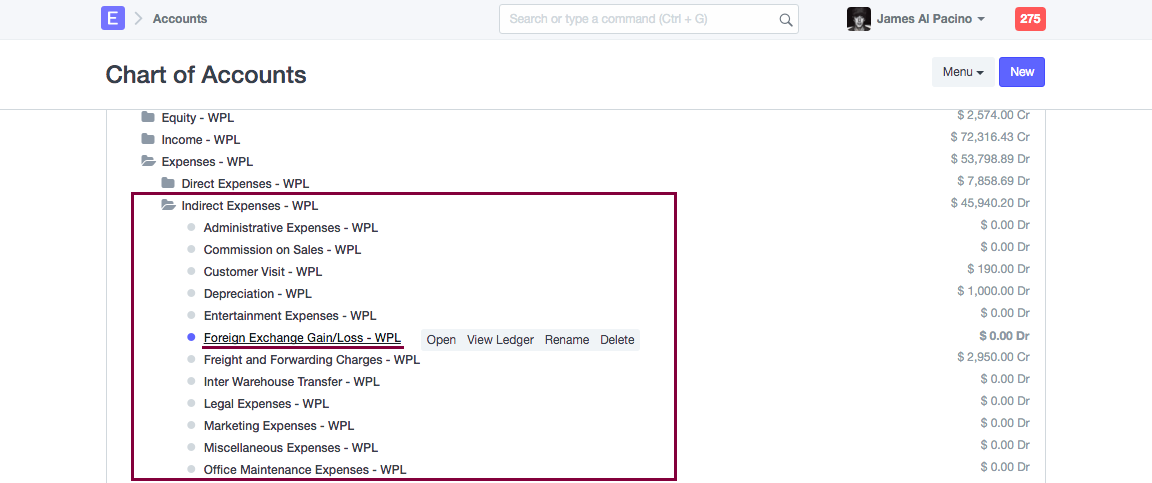 E Accounts Search or type a command (Ctrl + G) James Al Pacino 275
Chart of Accounts Menu New
Equity - WPL $ 2,574.00 Cr
Income - WPL $ 72,316.43 Cr
Expenses - WPL $ 53,798.89 Dr
Direct Expenses - WPL $ 7,858.69 Dr
Indirect Expenses - WPL $ 45,940.20 Dr
Administrative Expenses - WPL $ 0.00 Dr
Commission on Sales - WPL $ 0.00 Dr
Customer Visit - WPL $ 190.00 Dr
Depreciation - WPL $ 1,000.00 Dr
Entertainment Expenses - WPL $ 0.00 Dr
Foreign Exchange Gain/Loss - WPL Open View Ledger Rename Delete $ 0.00 Dr
Freight and Forwarding Charges - WPL $ 2,950.00 Cr
Inter Warehouse Transfer - WPL $ 0.00 Dr
Legal Expenses - WPL $ 0.00 Dr
Marketing Expenses - WPL $ 0.00 Dr
Miscellaneous Expenses - WPL $ 0.00 Dr
Office Maintenance Expenses - WPL $ 0.00 Dr